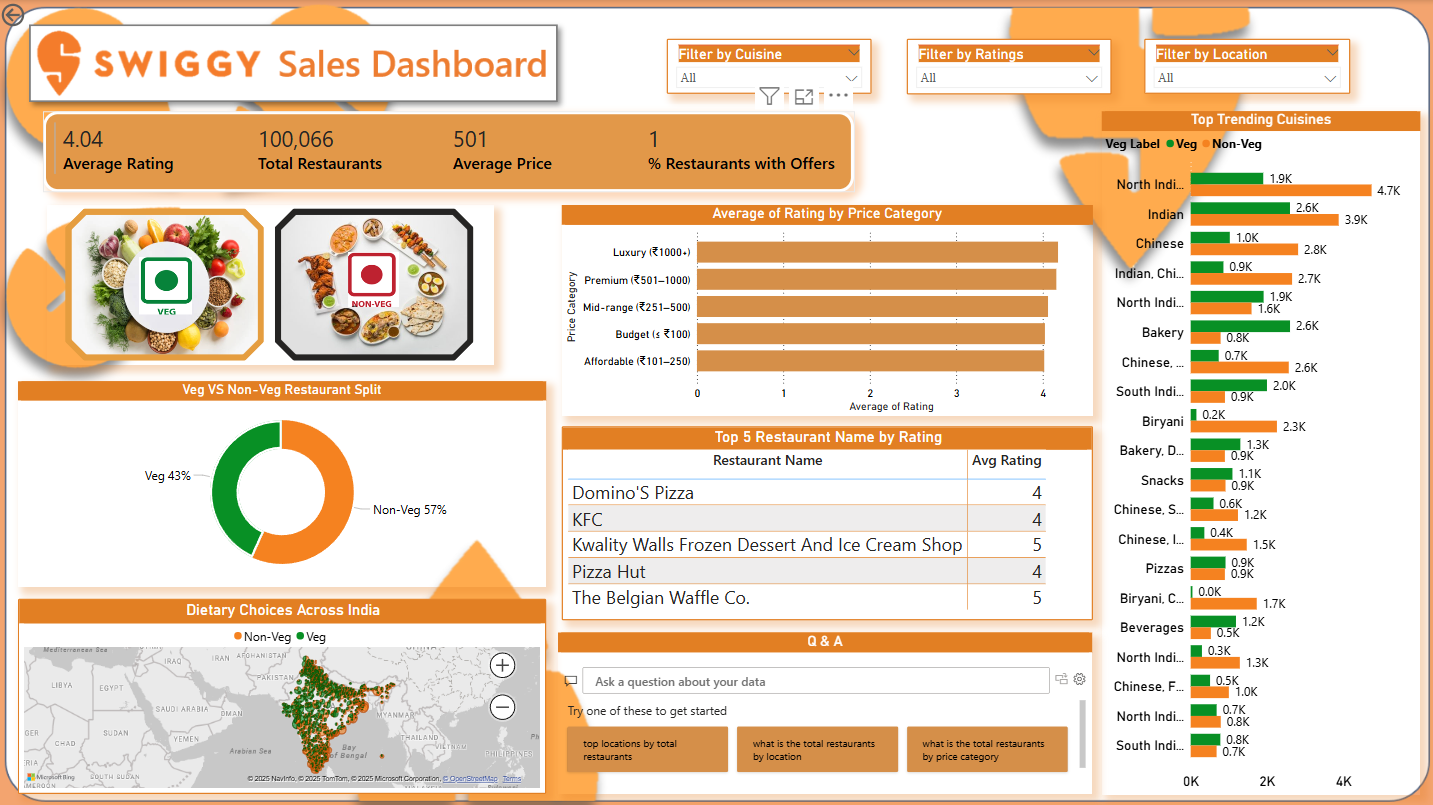 SWIGGY Sales Dashboard
Filter by Cuisine
All
Filter by Ratings
All
Filter by Location
All
4.04
Average Rating
100,066
Total Restaurants
501
Average Price
1
% Restaurants with Offers
VEG
NON-VEG
Veg VS Non-Veg Restaurant Split
Veg 43%
Non-Veg 57%
Dietary Choices Across India
Non-Veg Veg
Mediterranean Sea
IRAQ
IRAN
AFGHANISTAN
PAKISTAN
LIBYA
EGYPT
SAUDI ARABIA
OMAN
MYANMAR
CHAD
SUDAN
YEMEN
THAILAND
VIETNAM
PHILIPPINES
Arabian Sea
Bay
of Bengal
SOUTH SUDAN
Microsoft Bing
© 2025 NavInfo, © 2025 TomTom, © 2025 Microsoft Corporation, © OpenStreetMap Terms
Average of Rating by Price Category
Price Category
Luxury (₹1000+)
Premium (₹501–1000)
Mid-range (₹251–500)
Budget (≤ ₹100)
Affordable (₹101–250)
0 1 2 3 4
Average of Rating
Top 5 Restaurant Name by Rating
Restaurant Name Avg Rating
Domino'S Pizza 4
KFC 4
Kwality Walls Frozen Dessert And Ice Cream Shop 5
Pizza Hut 4
The Belgian Waffle Co. 5
Q & A
Ask a question about your data
Try one of these to get started
top locations by total
restaurants
what is the total restaurants
by location
what is the total restaurants
by price category
Top Trending Cuisines
Veg Label Veg Non-Veg
North Indi... 1.9K 4.7K
Indian 2.6K 3.9K
Chinese 1.0K 2.8K
Indian, Chi... 0.9K 2.7K
North Indi... 1.9K 1.6K
Bakery 2.6K 0.8K
Chinese, ... 0.7K 2.6K
South Indi... 2.0K 0.9K
Biryani 0.2K 2.3K
Bakery, D... 1.3K 0.9K
Snacks 1.1K 0.9K
Chinese, S... 0.6K 1.2K
Chinese, I... 0.4K 1.5K
Pizzas 0.9K 0.9K
Biryani, C... 0.0K 1.7K
Beverages 1.2K 0.5K
North Indi... 0.3K 1.3K
Chinese, F... 0.5K 1.0K
North Indi... 0.7K 0.8K
South Indi... 0.8K 0.7K
0K 2K 4K